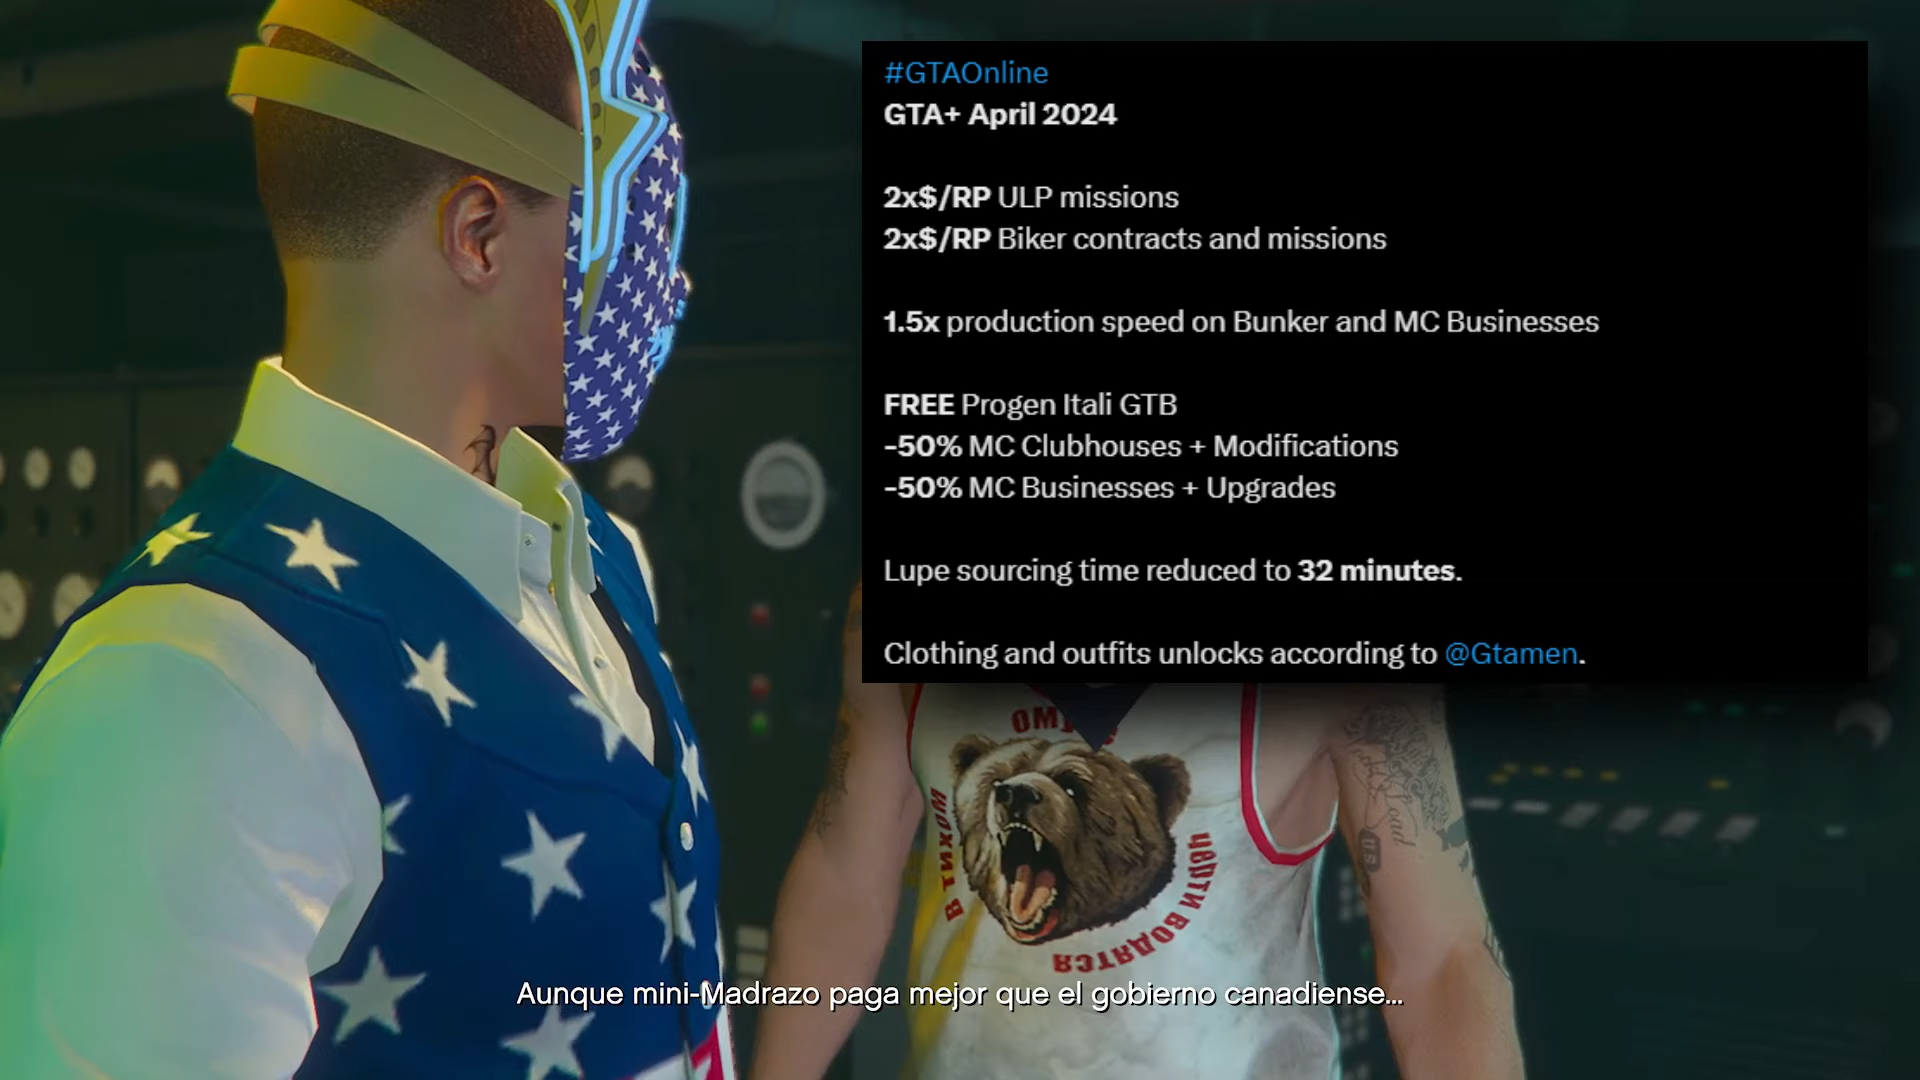 #GTAOnline
GTA+ April 2024
2x$/RP ULP missions
2x$/RP Biker contracts and missions
1.5x production speed on Bunker and MC Businesses
FREE Progen Itali GTB
-50% MC Clubhouses + Modifications
-50% MC Businesses + Upgrades
Lupe sourcing time reduced to 32 minutes.
Clothing and outfits unlocks according to @Gtamen.
В ТИХОМ
черти водятся
Aunque mini-Madrazo paga mejor que el gobierno canadiense...